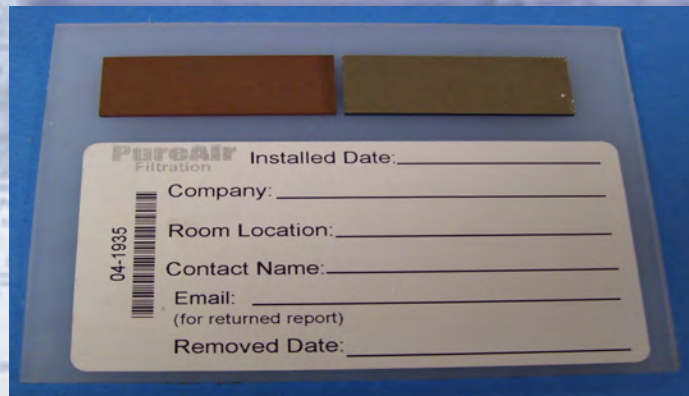 PureAir
Filtration
Installed Date:
Company:
Room Location:
04-1935
Contact Name:
Email:
(for returned report)
Removed Date: